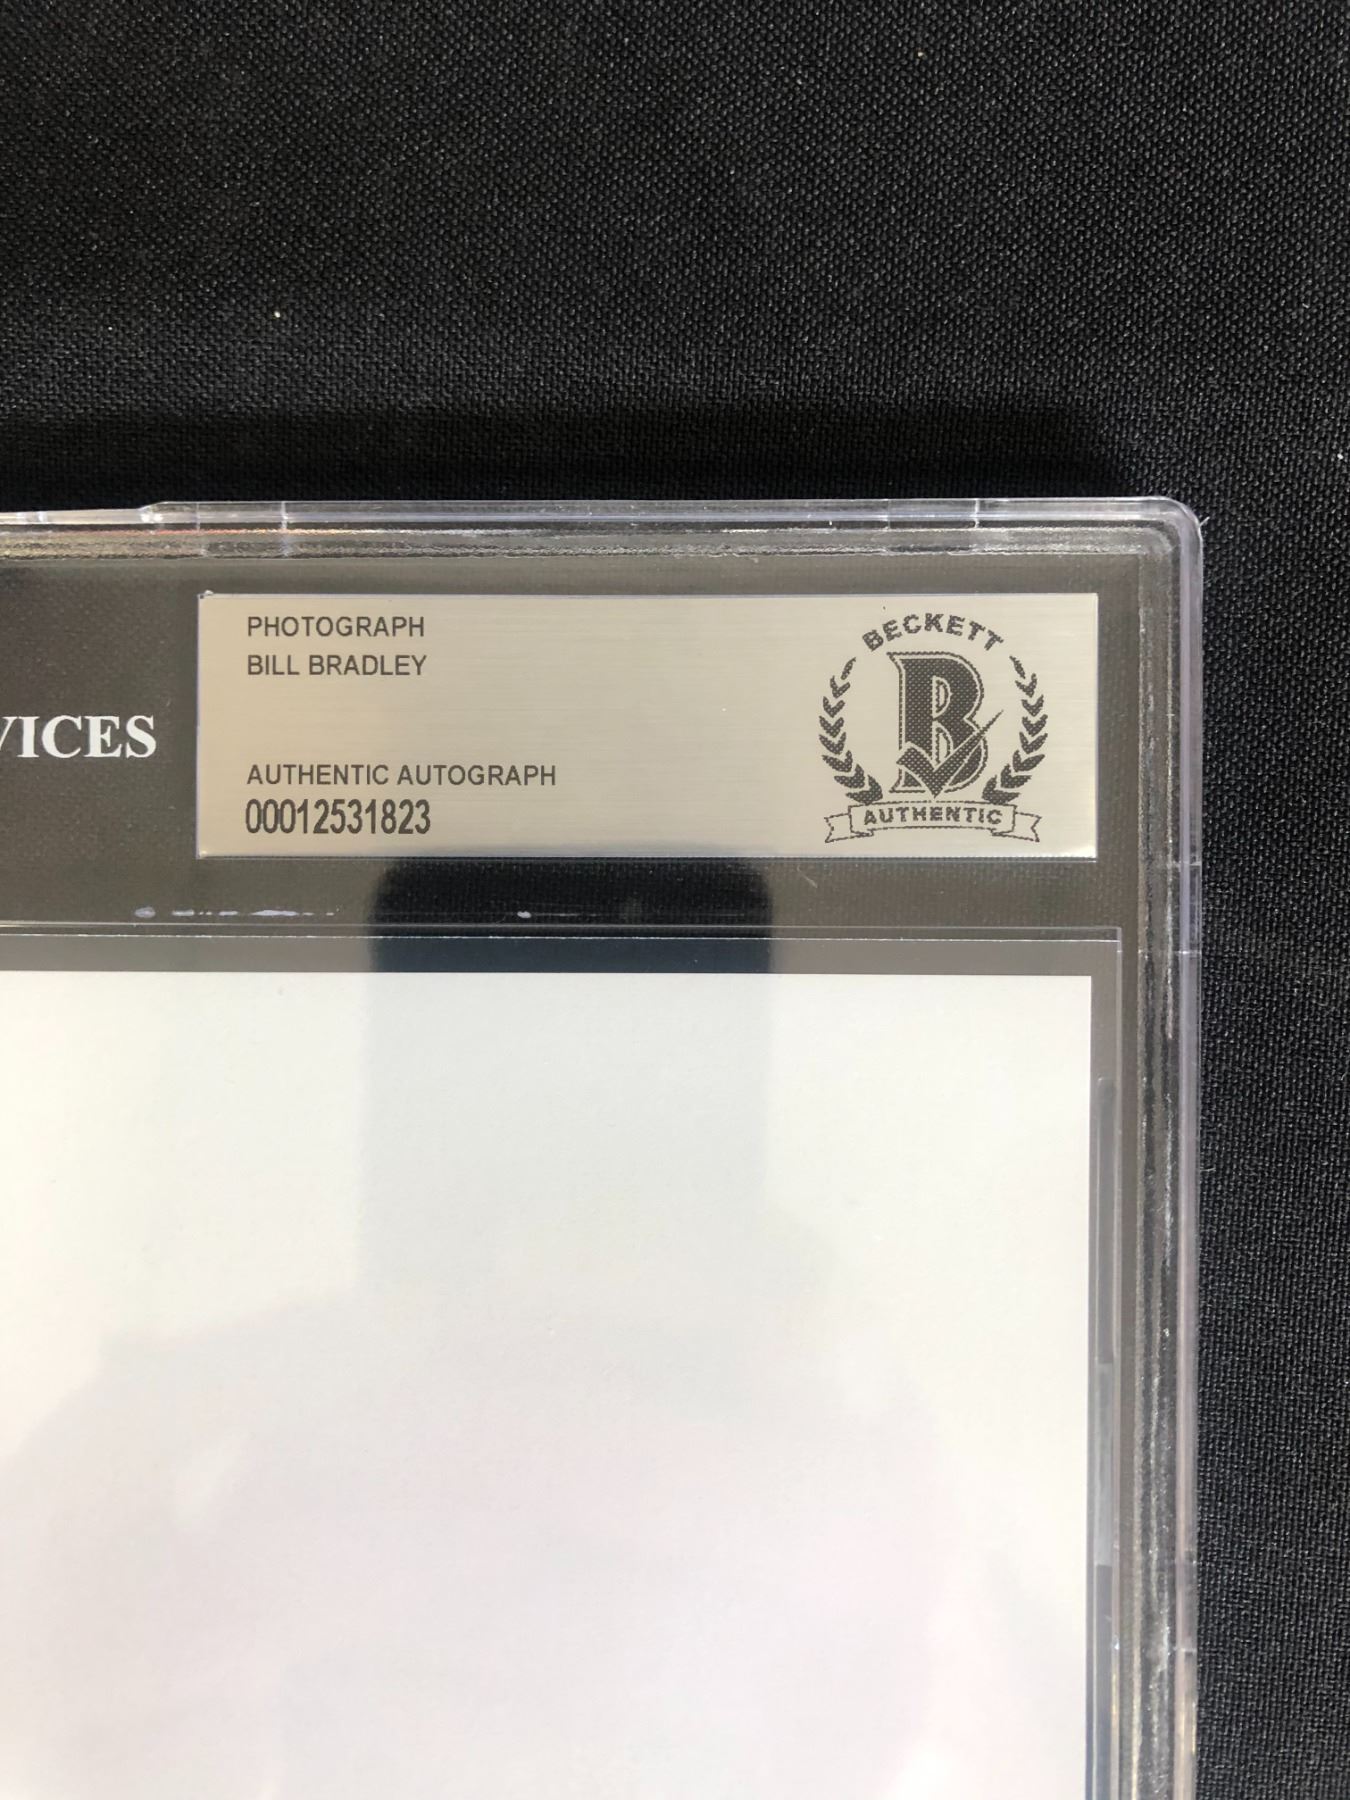 PHOTOGRAPH
BILL BRADLEY
AUTHENTIC AUTOGRAPH
00012531823
BECKETT
B
AUTHENTIC
VICES